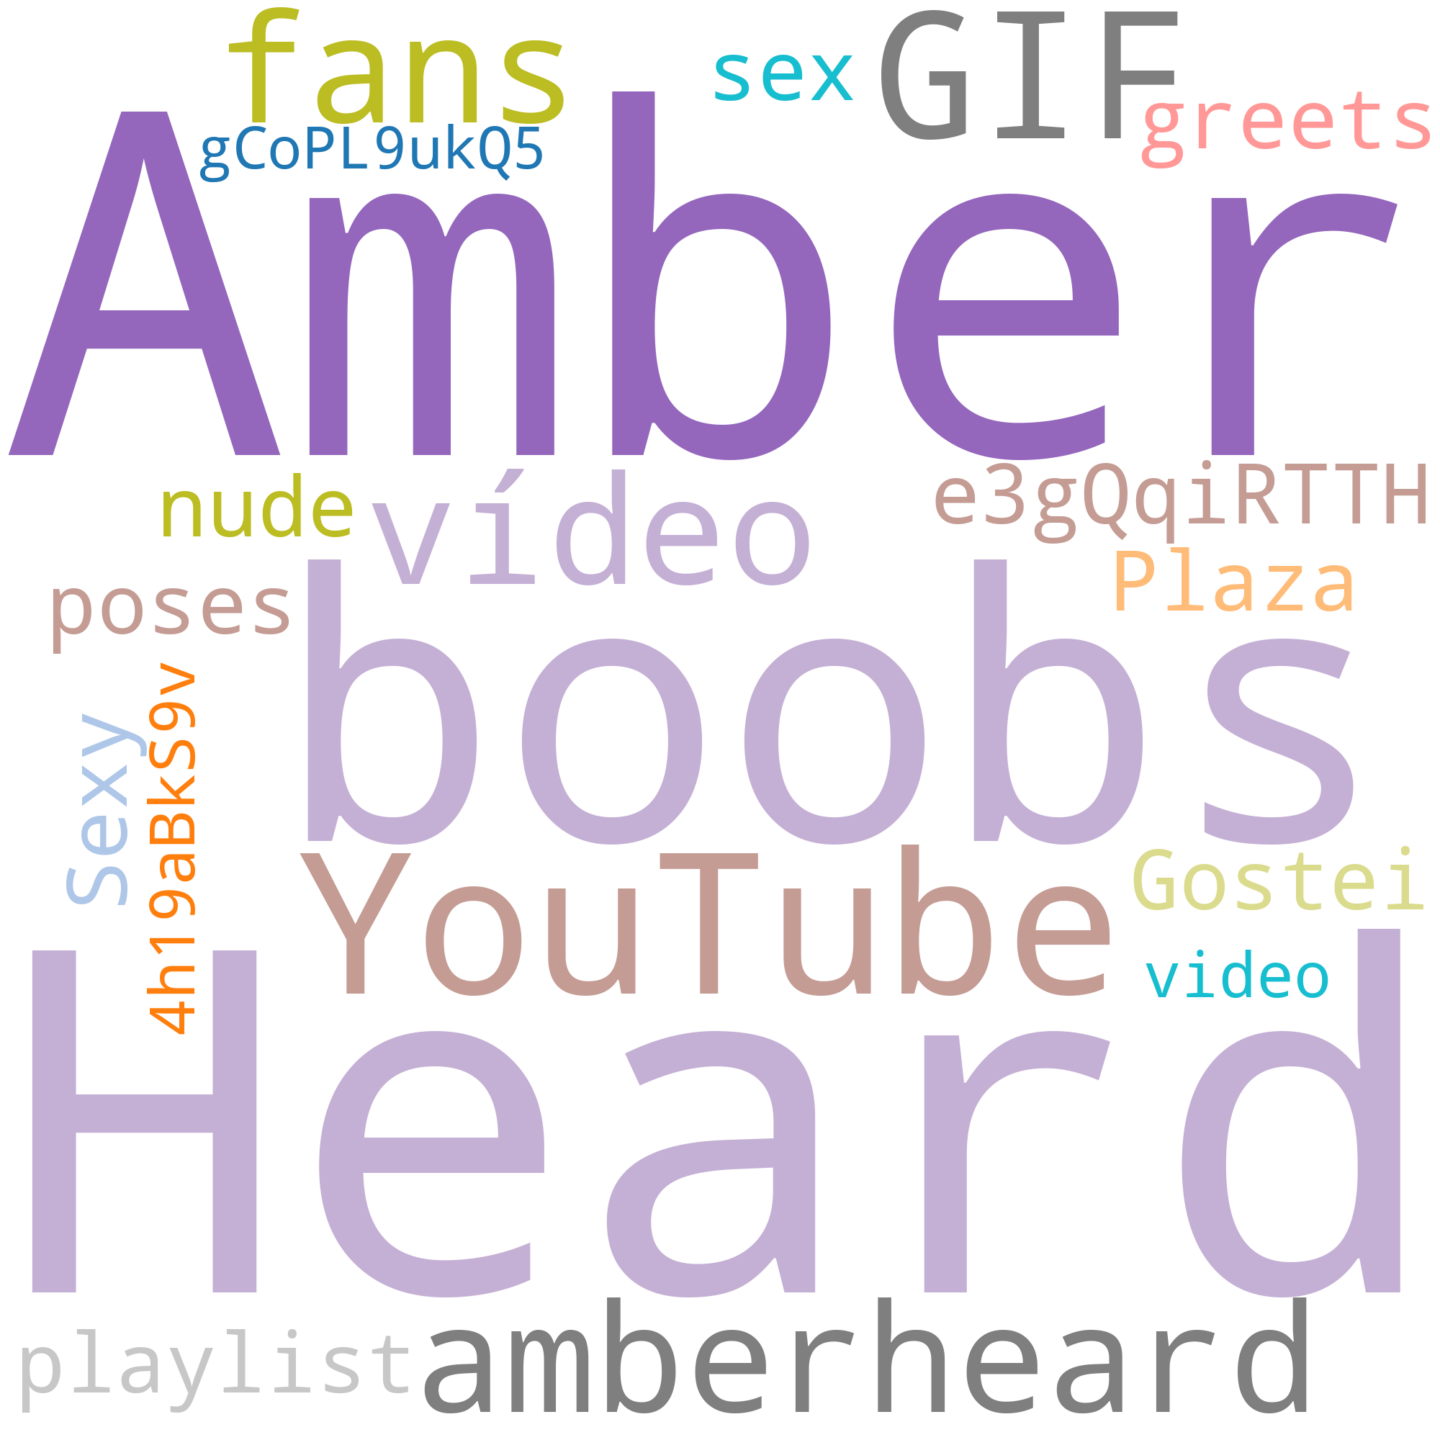 fans
sex
GIF
greets
gCoPL9ukQ5
Amber
nude
vídeo
e3gQqiRTTH
Plaza
poses
boobs
Sexy
4h19aBkS9v
YouTube
Gostei
video
Heard
playlist
amberheard